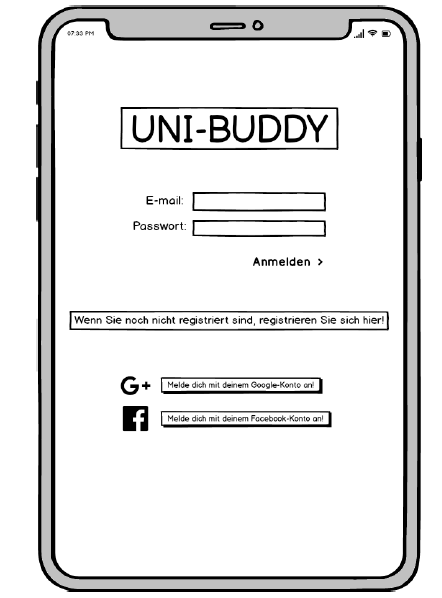 07:33 PM
UNI-BUDDY
E-mail:
Passwort:
Anmelden >
Wenn Sie noch nicht registriert sind, registrieren Sie sich hier!
G+ Melde dich mit deinem Google-Konto an!
f Melde dich mit deinem Facebook-Konto an!